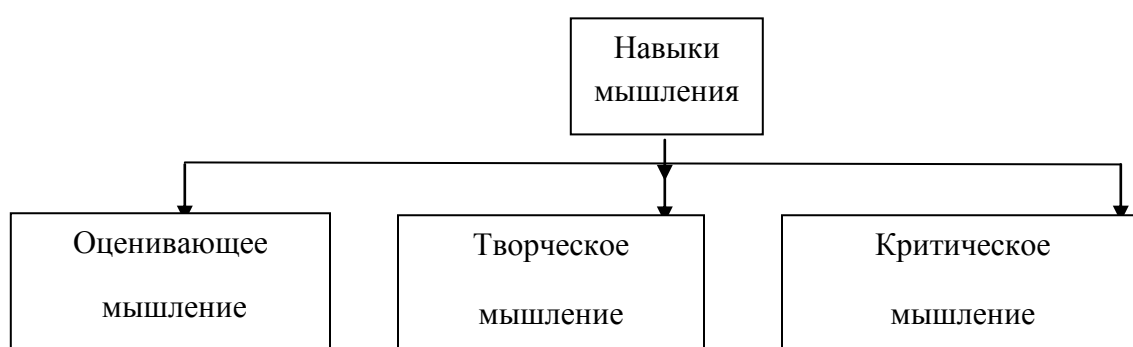 Навыки
мышления
Оценивающее
мышление
Творческое
мышление
Критическое
мышление